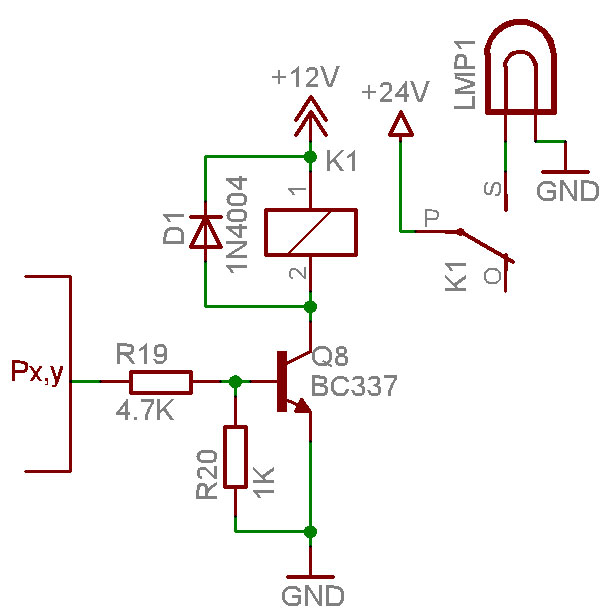 LMP1
+12V
+24V
K1
GND
1
1N4004
D1
S
P
K1
O
2
Px,y
R19
4.7K
Q8
BC337
R20
1K
GND